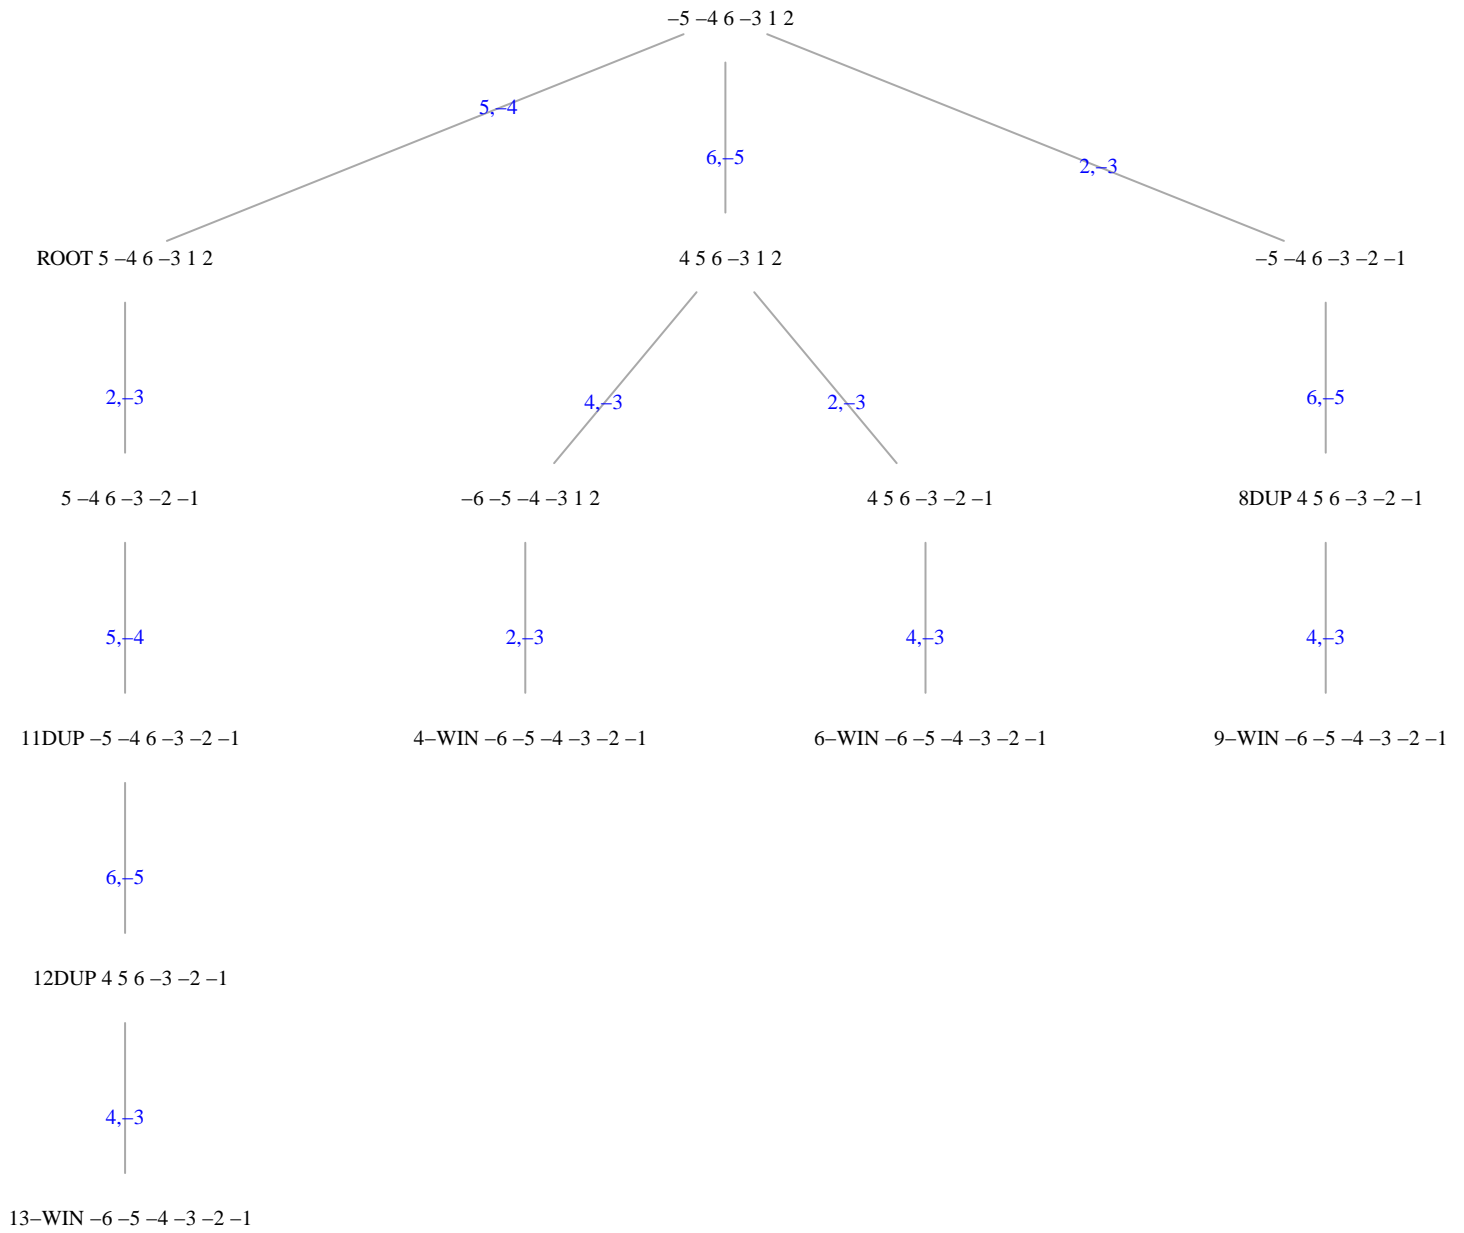 –5 –4 6 –3 1 2
5,–4
6,–5
2,–3
ROOT 5 –4 6 –3 1 2
4 5 6 –3 1 2
–5 –4 6 –3 –2 –1
2,–3
4,–3
2,–3
6,–5
5 –4 6 –3 –2 –1
–6 –5 –4 –3 1 2
4 5 6 –3 –2 –1
8DUP 4 5 6 –3 –2 –1
5,–4
2,–3
4,–3
4,–3
11DUP –5 –4 6 –3 –2 –1
4–WIN –6 –5 –4 –3 –2 –1
6–WIN –6 –5 –4 –3 –2 –1
9–WIN –6 –5 –4 –3 –2 –1
6,–5
12DUP 4 5 6 –3 –2 –1
4,–3
13–WIN –6 –5 –4 –3 –2 –1